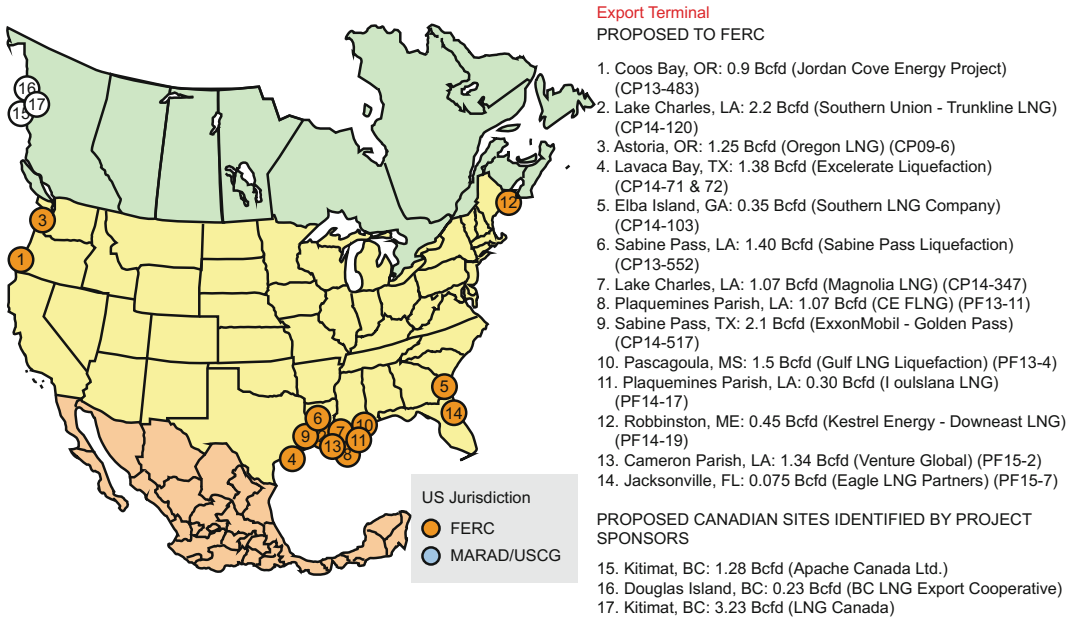 Export Terminal
PROPOSED TO FERC
1. Coos Bay, OR: 0.9 Bcfd (Jordan Cove Energy Project)
(CP13-483)
2. Lake Charles, LA: 2.2 Bcfd (Southern Union - Trunkline LNG)
(CP14-120)
3. Astoria, OR: 1.25 Bcfd (Oregon LNG) (CP09-6)
4. Lavaca Bay, TX: 1.38 Bcfd (Excelerate Liquefaction)
(CP14-71 & 72)
5. Elba Island, GA: 0.35 Bcfd (Southern LNG Company)
(CP14-103)
6. Sabine Pass, LA: 1.40 Bcfd (Sabine Pass Liquefaction)
(CP13-552)
7. Lake Charles, LA: 1.07 Bcfd (Magnolia LNG) (CP14-347)
8. Plaquemines Parish, LA: 1.07 Bcfd (CE FLNG) (PF13-11)
9. Sabine Pass, TX: 2.1 Bcfd (ExxonMobil - Golden Pass)
(CP14-517)
10. Pascagoula, MS: 1.5 Bcfd (Gulf LNG Liquefaction) (PF13-4)
11. Plaquemines Parish, LA: 0.30 Bcfd (I oulslana LNG)
(PF14-17)
12. Robbinston, ME: 0.45 Bcfd (Kestrel Energy - Downeast LNG)
(PF14-19)
13. Cameron Parish, LA: 1.34 Bcfd (Venture Global) (PF15-2)
14. Jacksonville, FL: 0.075 Bcfd (Eagle LNG Partners) (PF15-7)
PROPOSED CANADIAN SITES IDENTIFIED BY PROJECT
SPONSORS
15. Kitimat, BC: 1.28 Bcfd (Apache Canada Ltd.)
16. Douglas Island, BC: 0.23 Bcfd (BC LNG Export Cooperative)
17. Kitimat, BC: 3.23 Bcfd (LNG Canada)
16
17
15
12
3
1
5
14
6
10
7
9
11
13
8
4
US Jurisdiction
FERC
MARAD/USCG